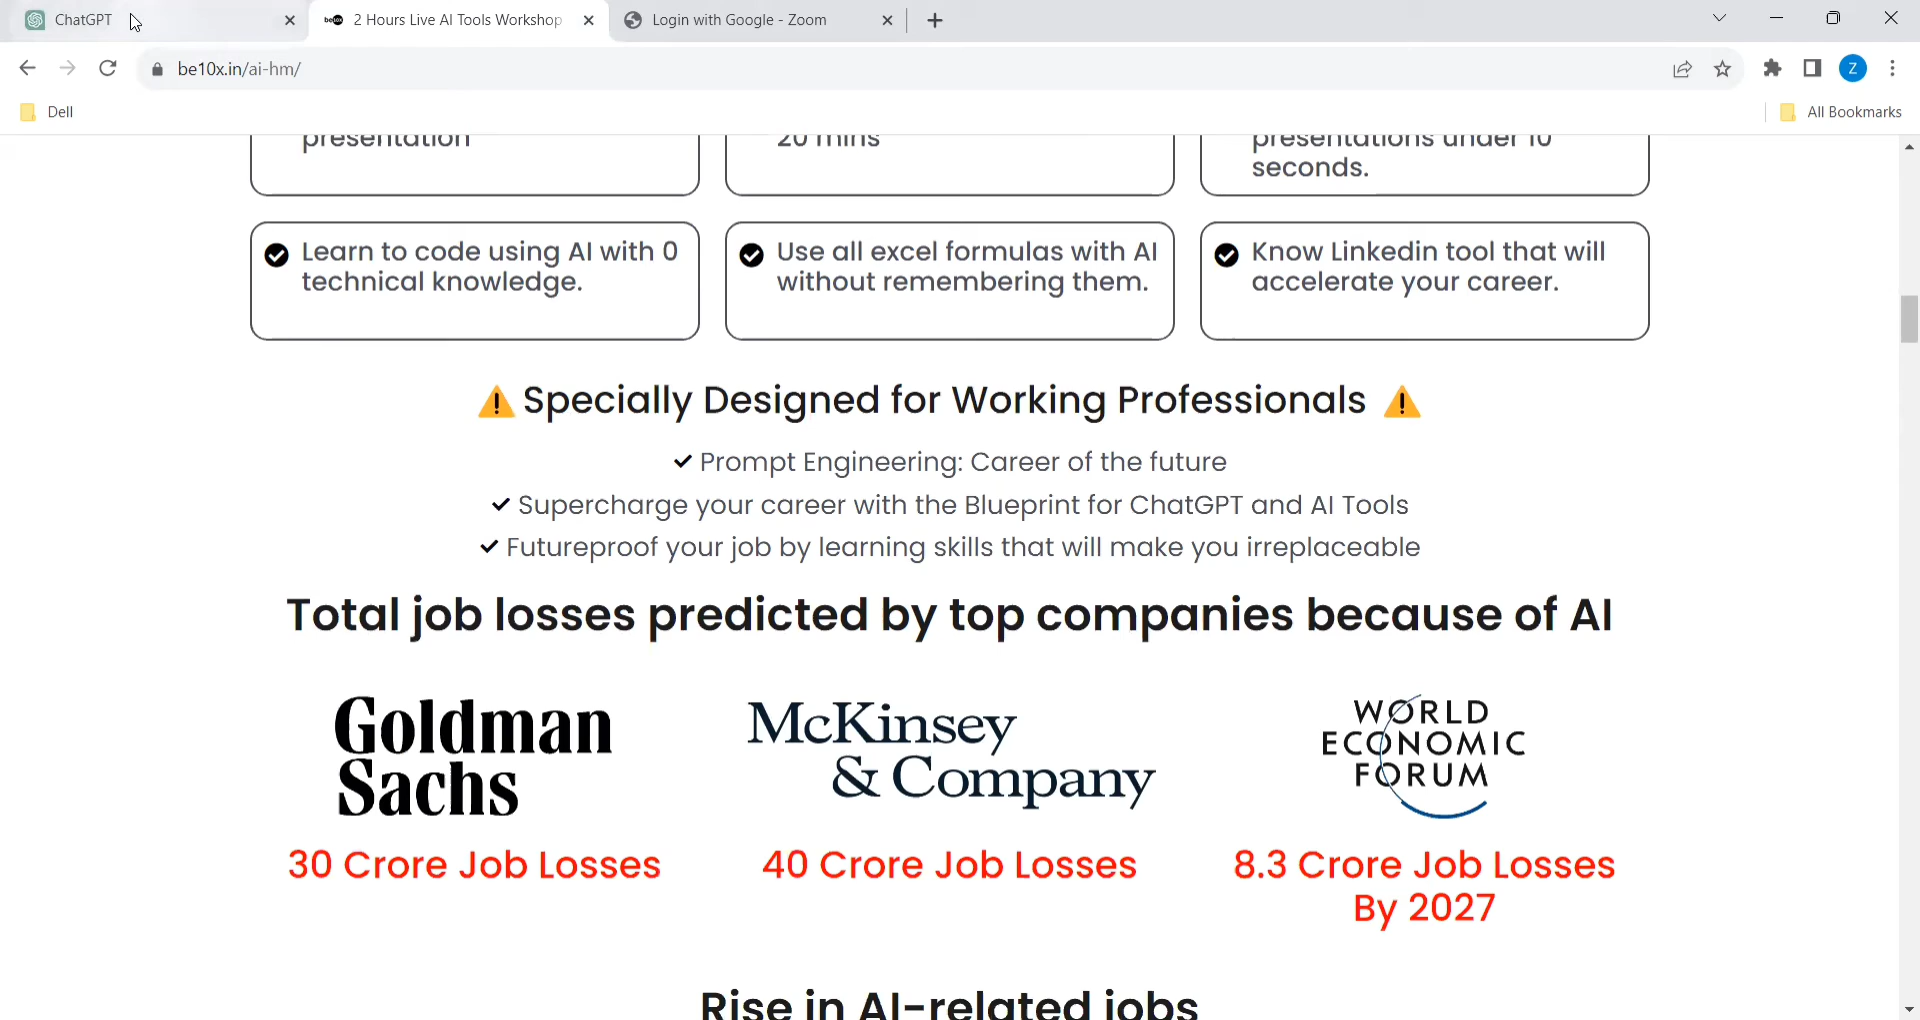 ChatGPT
2 Hours Live AI Tools Workshop
Login with Google - Zoom
be10x.in/ai-hm/
Z
Dell
All Bookmarks
presentation
20 mins
presentations under 10
seconds.
Learn to code using AI with 0
technical knowledge.
Use all excel formulas with AI
without remembering them.
Know Linkedin tool that will
accelerate your career.
Specially Designed for Working Professionals
Prompt Engineering: Career of the future
Supercharge your career with the Blueprint for ChatGPT and AI Tools
Futureproof your job by learning skills that will make you irreplaceable
Total job losses predicted by top companies because of AI
Goldman
Sachs
McKinsey
& Company
WORLD
ECONOMIC
FORUM
30 Crore Job Losses
40 Crore Job Losses
8.3 Crore Job Losses
By 2027
Rise in AI-related jobs